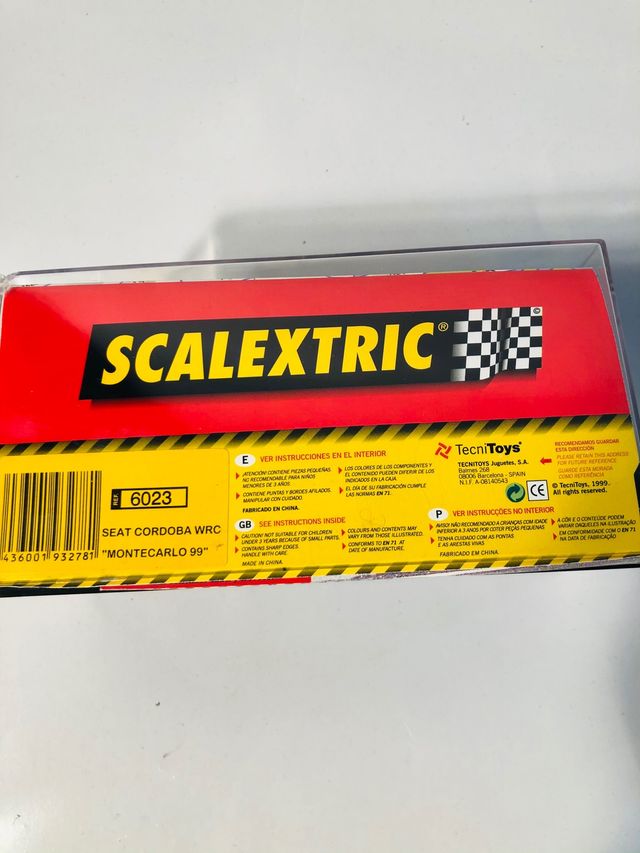 SCALEXTRIC®
©
REF. 6023
SEAT CORDOBA WRC
"MONTECARLO 99"
436001 932781
E VER INSTRUCCIONES EN EL INTERIOR
¡ATENCIÓN! CONTIENE PIEZAS PEQUEÑAS
NO RECOMENDABLE PARA NIÑOS
MENORES DE 3 AÑOS.
CONTIENE PUNTAS Y BORDES AFILADOS.
MANIPULAR CON CUIDADO.
FABRICADO EN CHINA.
LOS COLORES DE LOS COMPONENTES Y
EL CONTENIDO PUEDEN DIFERIR DE LOS
INDICADOS EN LA CAJA
EL DÍA DE SU FABRICACIÓN CUMPLE
LAS NORMAS EN 71.
GB SEE INSTRUCTIONS INSIDE
CAUTION! NOT SUITABLE FOR CHILDREN
UNDER 3 YEARS BECAUSE OF SMALL PARTS.
CONTAINS SHARP EDGES.
HANDLE WITH CARE.
MADE IN CHINA.
COLOURS AND CONTENTS MAY
VARY FROM THOSE ILLUSTRATED.
CONFORMS TO EN 71 AT
DATE OF MANUFACTURE.
TecniToys®
TECNITOYS Juguetes, S.A.
Balmes 268
08006 Barcelona - SPAIN
N.I.F. A-08140543
CE
RECOMENDAMOS GUARDAR
ESTA DIRECCIÓN
PLEASE RETAIN THIS ADDRESS
FOR FUTURE REFERENCE
GUARDE ESTA MORADA
COMO REFERÊNCIA
© TecniToys, 1999.
All rights reserved.
P VER INSTRUCÇÕES NO INTERIOR
AVISO! NÃO RECOMENDADO A CRIANÇAS COM IDADE
INFERIOR A 3 ANOS POR CONTER PEÇAS PEQUENAS
TENHA CUIDADO COM AS PONTAS
E AS ARESTAS VIVAS
FABRICADO EM CHINA.
A CÔR E O CONTEÚDE PODEM
VARIAR DAQUELES NA ILUSTRAÇÃO
EM CONFORMIDADE COM O EN 71
NA DATA DE FABRICAÇÃO